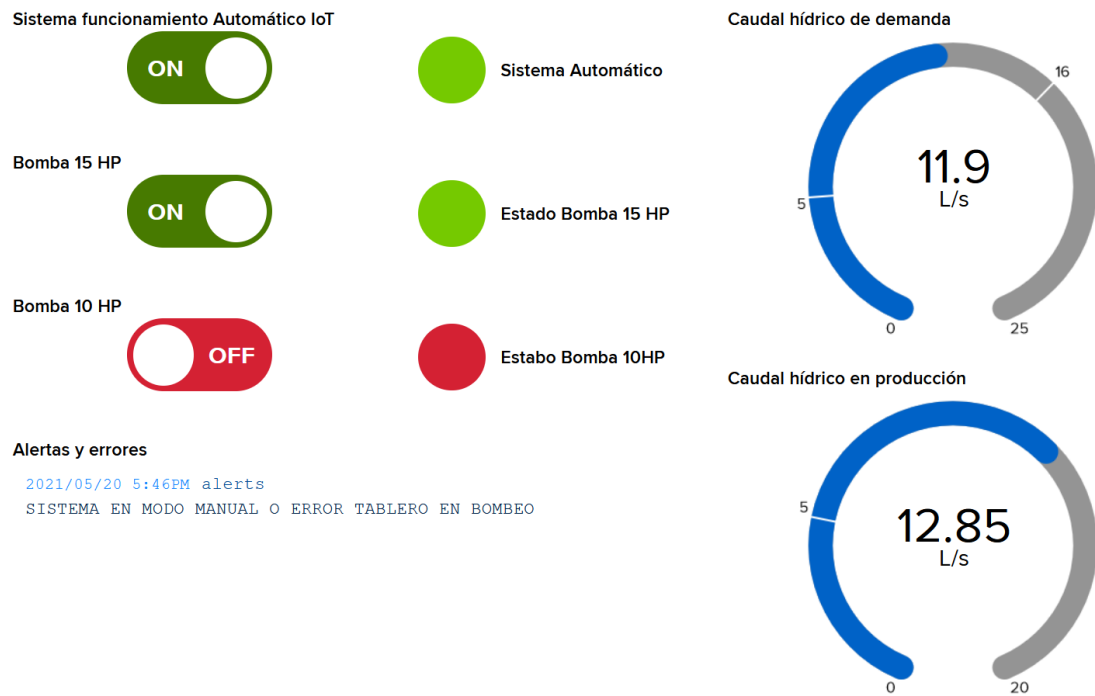 Sistema funcionamiento Automático IoT
ON
Sistema Automático
Bomba 15 HP
ON
Estado Bomba 15 HP
Bomba 10 HP
OFF
Estabo Bomba 10HP
Alertas y errores
2021/05/20 5:46PM alerts
SISTEMA EN MODO MANUAL O ERROR TABLERO EN BOMBEO
Caudal hídrico de demanda
16
11.9
L/s
5
0
25
Caudal hídrico en producción
5
12.85
L/s
0
20